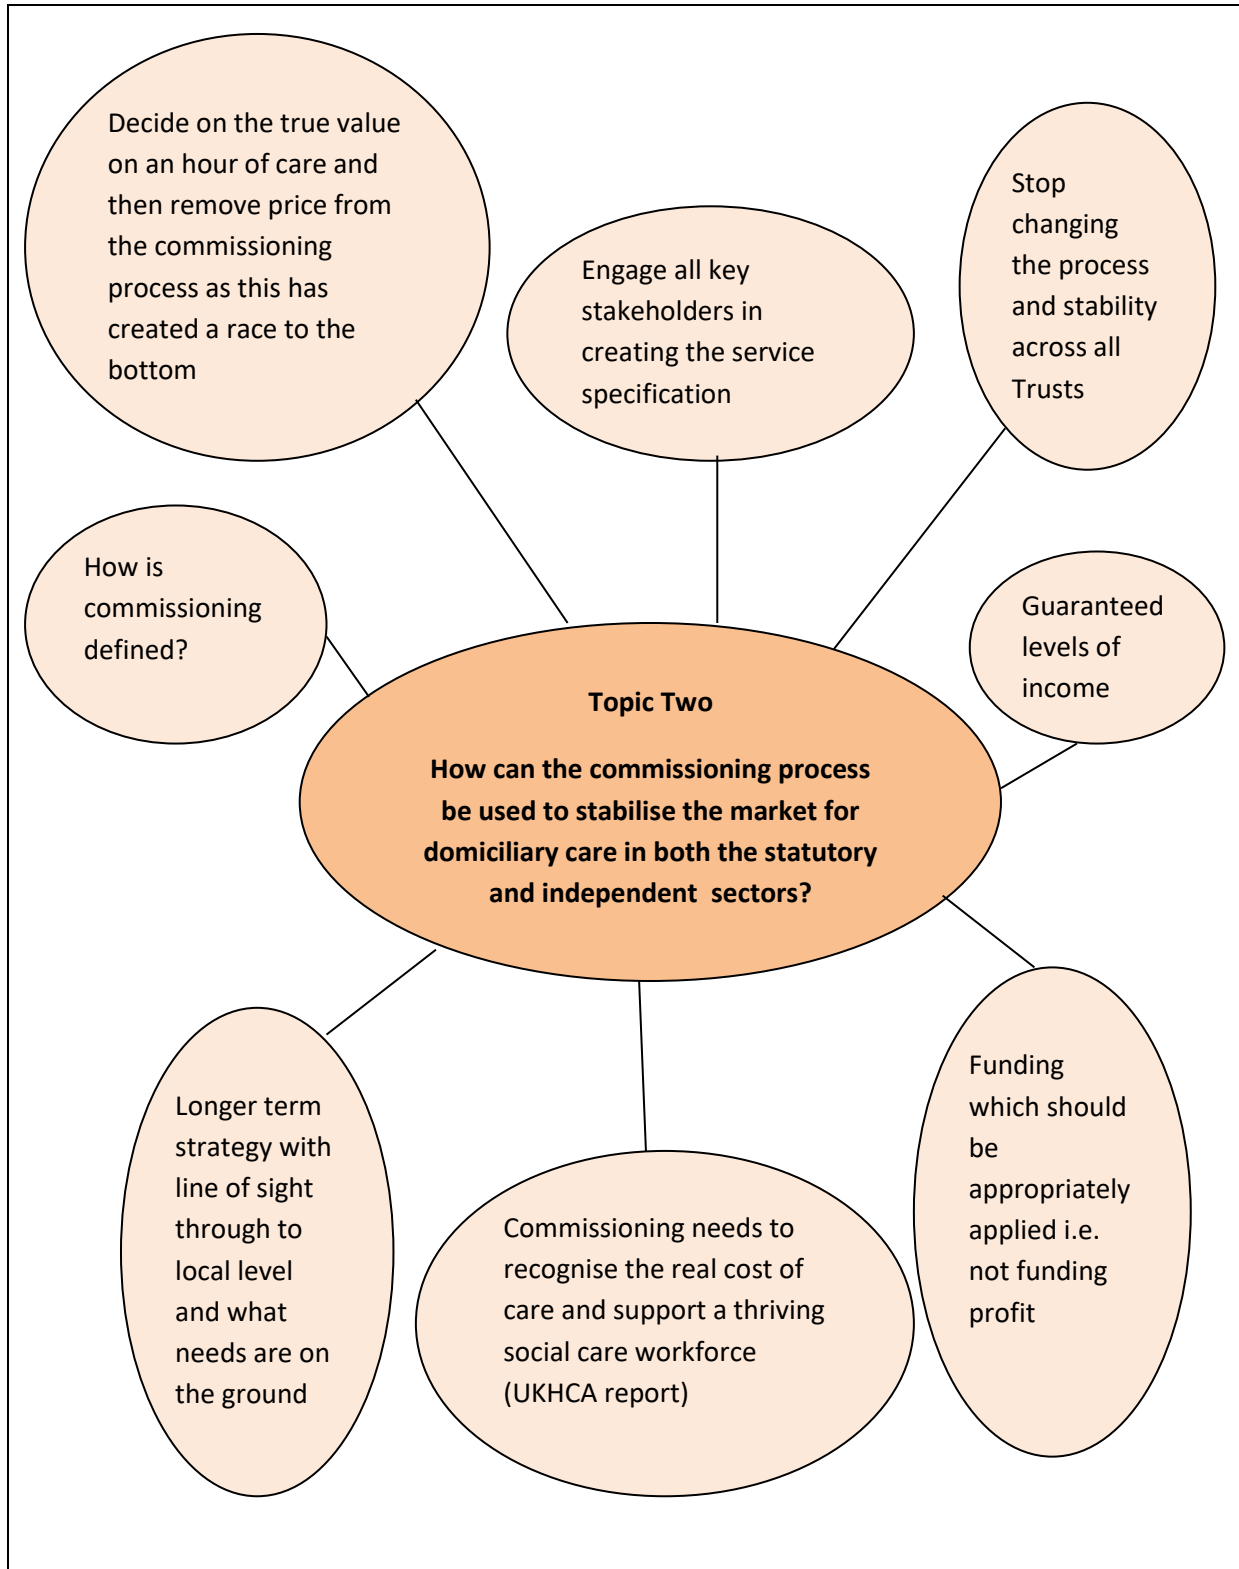 Decide on the true value
on an hour of care and
then remove price from
the commissioning
process as this has
created a race to the
bottom
Engage all key
stakeholders in
creating the service
specification
Stop
changing
the process
and stability
across all
Trusts
How is
commissioning
defined?
Guaranteed
levels of
income
Topic Two
How can the commissioning process
be used to stabilise the market for
domiciliary care in both the statutory
and independent  sectors?
Longer term
strategy with
line of sight
through to
local level
and what
needs are on
the ground
Commissioning needs to
recognise the real cost of
care and support a thriving
social care workforce
(UKHCA report)
Funding
which should
be
appropriately
applied i.e.
not funding
profit